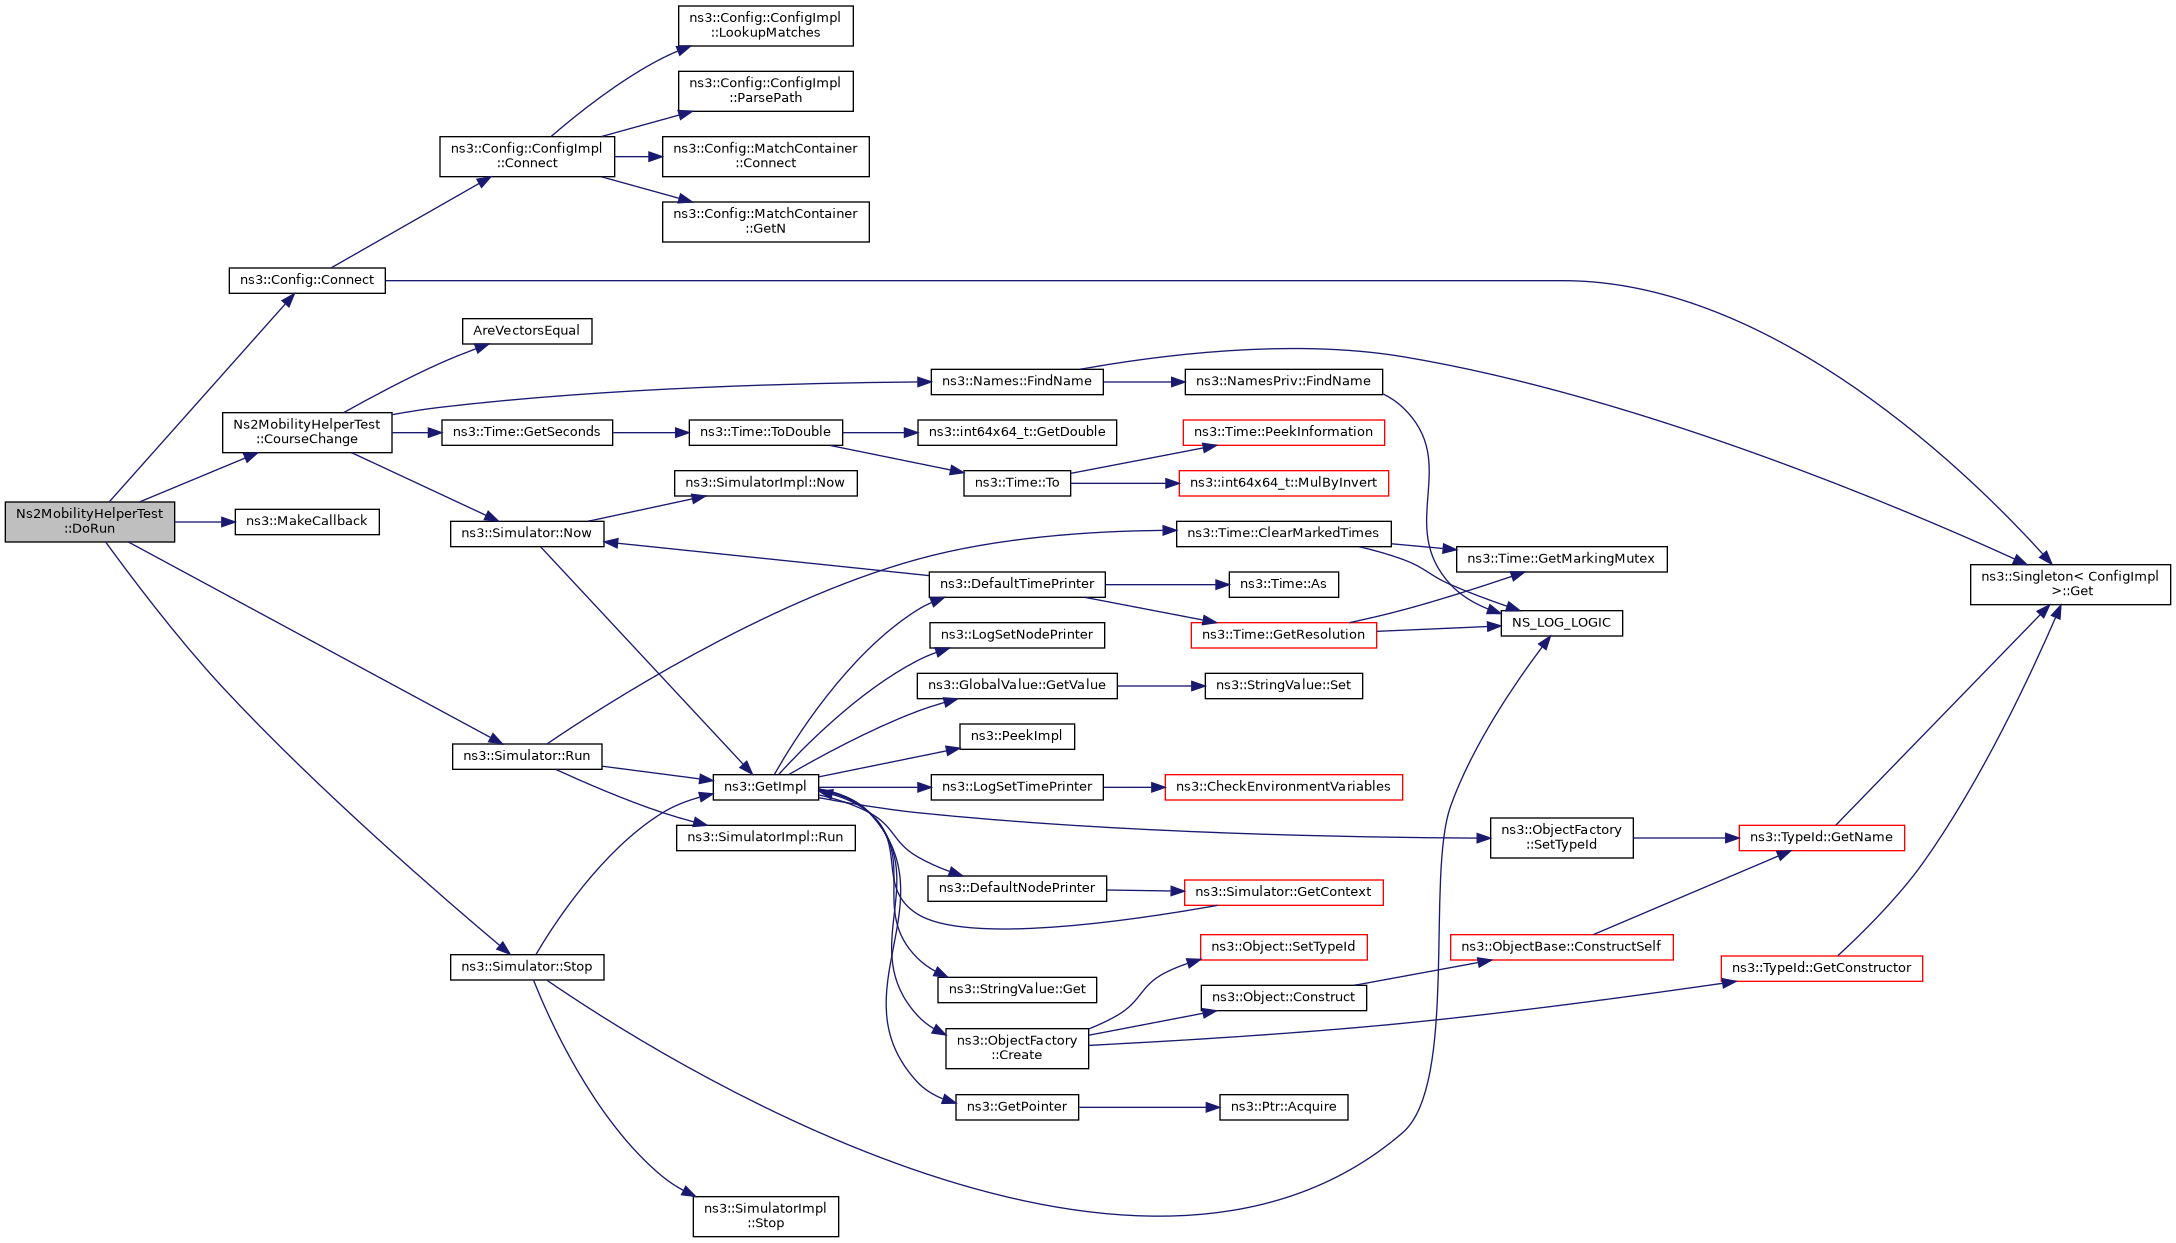 ns3::Config::ConfigImpl
::LookupMatches
ns3::Config::ConfigImpl
::ParsePath
ns3::Config::ConfigImpl
::Connect
ns3::Config::MatchContainer
::Connect
ns3::Config::MatchContainer
::GetN
ns3::Config::Connect
AreVectorsEqual
ns3::Names::FindName
ns3::NamesPriv::FindName
Ns2MobilityHelperTest
::CourseChange
ns3::Time::GetSeconds
ns3::Time::ToDouble
ns3::int64x64_t::GetDouble
ns3::Time::PeekInformation
ns3::SimulatorImpl::Now
ns3::Time::To
ns3::int64x64_t::MulByInvert
Ns2MobilityHelperTest
::DoRun
ns3::MakeCallback
ns3::Simulator::Now
ns3::Time::ClearMarkedTimes
ns3::Time::GetMarkingMutex
ns3::DefaultTimePrinter
ns3::Time::As
ns3::Singleton< ConfigImpl
>::Get
ns3::LogSetNodePrinter
ns3::Time::GetResolution
NS_LOG_LOGIC
ns3::GlobalValue::GetValue
ns3::StringValue::Set
ns3::PeekImpl
ns3::Simulator::Run
ns3::GetImpl
ns3::LogSetTimePrinter
ns3::CheckEnvironmentVariables
ns3::SimulatorImpl::Run
ns3::ObjectFactory
::SetTypeId
ns3::TypeId::GetName
ns3::DefaultNodePrinter
ns3::Simulator::GetContext
ns3::Object::SetTypeId
ns3::ObjectBase::ConstructSelf
ns3::Simulator::Stop
ns3::TypeId::GetConstructor
ns3::StringValue::Get
ns3::Object::Construct
ns3::ObjectFactory
::Create
ns3::GetPointer
ns3::Ptr::Acquire
ns3::SimulatorImpl
::Stop